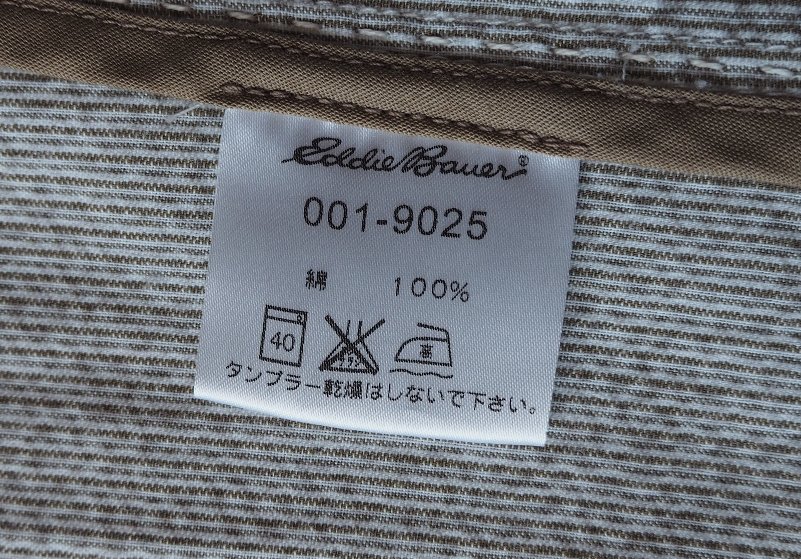 Eddie Bauer®
001-9025
綿 100%
40 高
タンブラー乾燥はしないで下さい。